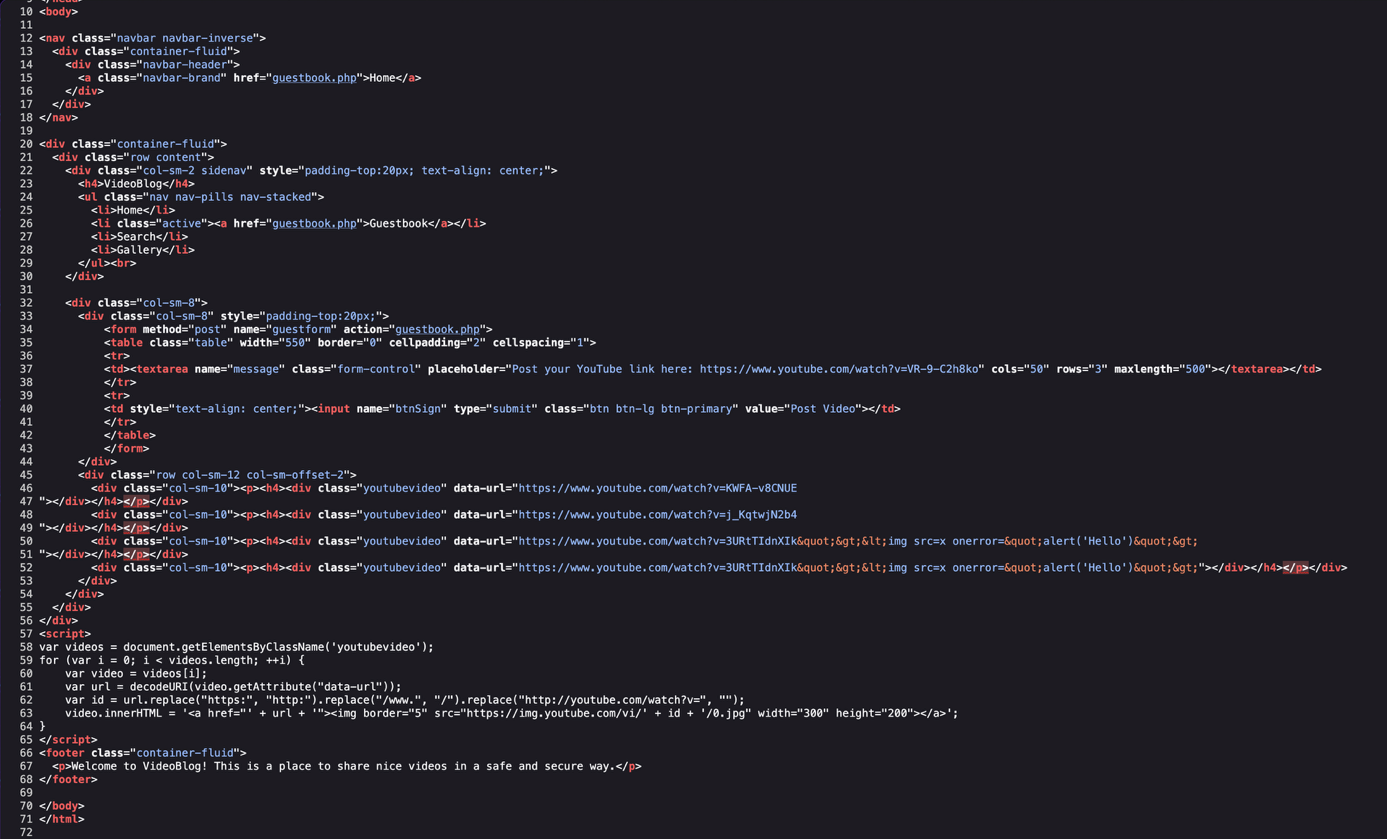 9 </head>
10 <body>
11
12 <nav class="navbar navbar-inverse">
13   <div class="container-fluid">
14     <div class="navbar-header">
15       <a class="navbar-brand" href="guestbook.php">Home</a>
16     </div>
17   </div>
18 </nav>
19
20 <div class="container-fluid">
21   <div class="row content">
22     <div class="col-sm-2 sidenav" style="padding-top:20px; text-align: center;">
23       <h4>VideoBlog</h4>
24       <ul class="nav nav-pills nav-stacked">
25         <li>Home</li>
26         <li class="active"><a href="guestbook.php">Guestbook</a></li>
27         <li>Search</li>
28         <li>Gallery</li>
29       </ul><br>
30     </div>
31
32     <div class="col-sm-8">
33       <div class="col-sm-8" style="padding-top:20px;">
34           <form method="post" name="guestform" action="guestbook.php">
35           <table class="table" width="550" border="0" cellpadding="2" cellspacing="1">
36           <tr>
37           <td><textarea name="message" class="form-control" placeholder="Post your YouTube link here: https://www.youtube.com/watch?v=VR-9-C2h8ko" cols="50" rows="3" maxlength="500"></textarea></td>
38           </tr>
39           <tr>
40           <td style="text-align: center;"><input name="btnSign" type="submit" class="btn btn-lg btn-primary" value="Post Video"></td>
41           </tr>
42           </table>
43           </form>
44       </div>
45       <div class="row col-sm-12 col-sm-offset-2">
46         <div class="col-sm-10"><p><h4><div class="youtubevideo" data-url="https://www.youtube.com/watch?v=KWFA-v8CNUE
47 "></div></h4></p></div>
48         <div class="col-sm-10"><p><h4><div class="youtubevideo" data-url="https://www.youtube.com/watch?v=j_KqtwjN2b4
49 "></div></h4></p></div>
50         <div class="col-sm-10"><p><h4><div class="youtubevideo" data-url="https://www.youtube.com/watch?v=3URtTIdnXIk&quot;&gt;&lt;img src=x onerror=&quot;alert('Hello')&quot;&gt;
51 "></div></h4></p></div>
52         <div class="col-sm-10"><p><h4><div class="youtubevideo" data-url="https://www.youtube.com/watch?v=3URtTIdnXIk&quot;&gt;&lt;img src=x onerror=&quot;alert('Hello')&quot;&gt;"></div></h4></p></div>
53       </div>
54     </div>
55   </div>
56 </div>
57 <script>
58 var videos = document.getElementsByClassName('youtubevideo');
59 for (var i = 0; i < videos.length; ++i) {
60     var video = videos[i];
61     var url = decodeURI(video.getAttribute("data-url"));
62     var id = url.replace("https:", "http:").replace("/www.", "/").replace("http://youtube.com/watch?v=", "");
63     video.innerHTML = '<a href="' + url + '"><img border="5" src="https://img.youtube.com/vi/' + id + '/0.jpg" width="300" height="200"></a>';
64 }
65 </script>
66 <footer class="container-fluid">
67   <p>Welcome to VideoBlog! This is a place to share nice videos in a safe and secure way.</p>
68 </footer>
69
70 </body>
71 </html>
72